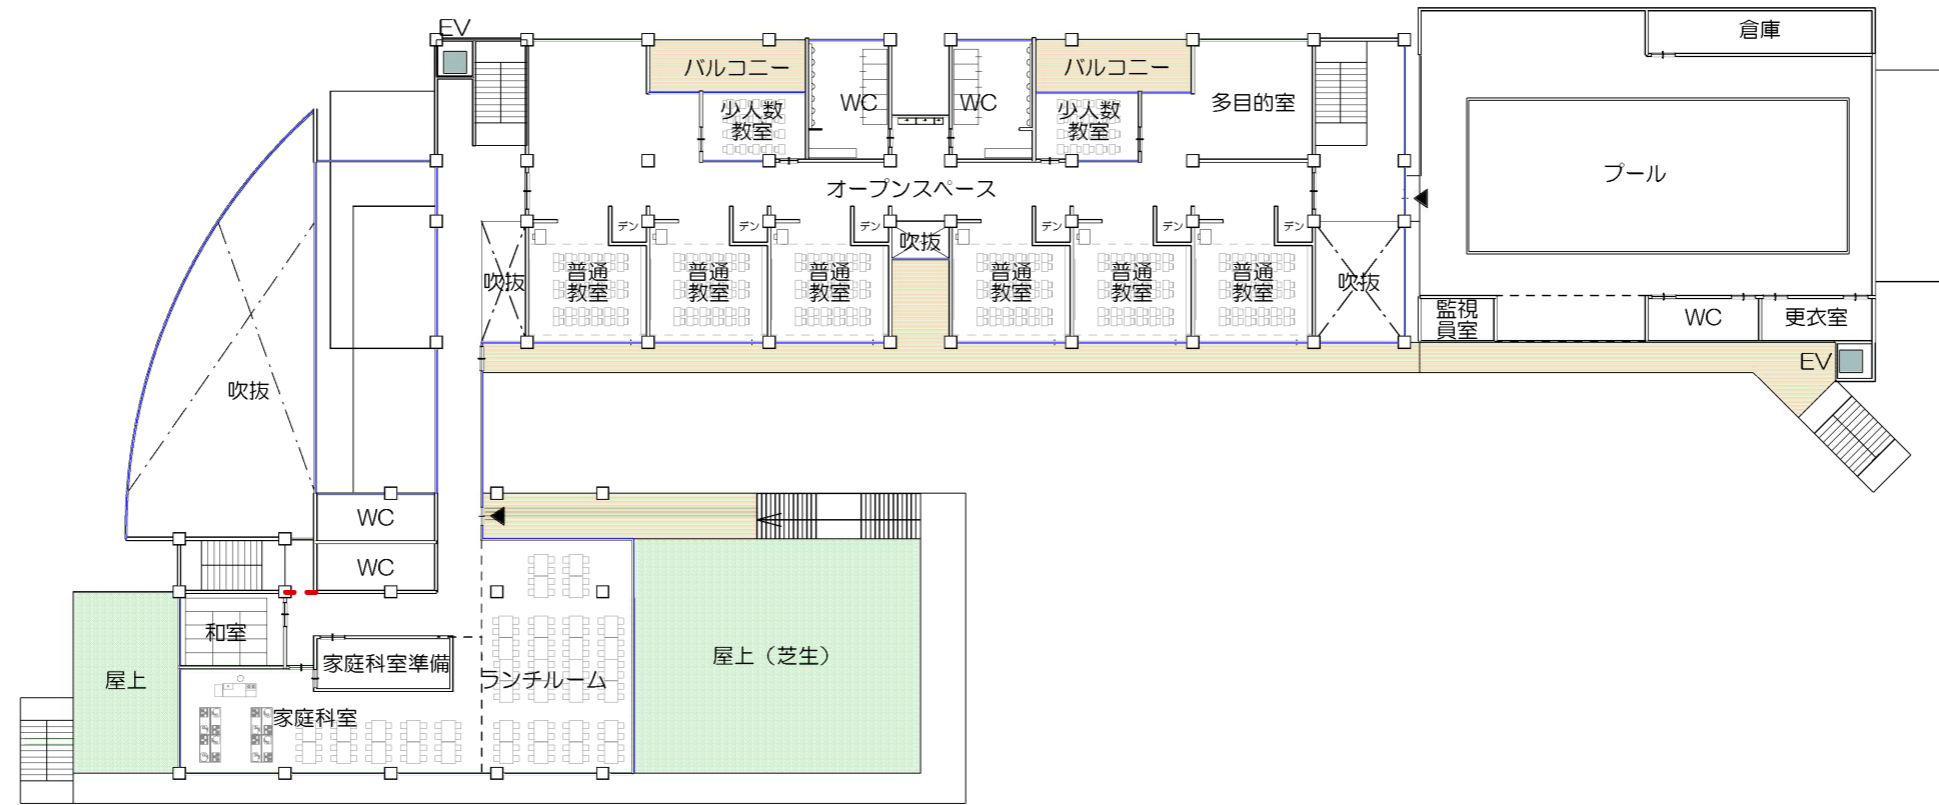 EV
倉庫
バルコニー
バルコニー
WC
WC
多目的室
少人数
教室
少人数
教室
プール
オープンスペース
デン
デン
デン
デン
デン
デン
吹抜
吹抜
普通
教室
普通
教室
普通
教室
普通
教室
普通
教室
普通
教室
吹抜
監視
員室
WC
更衣室
EV
吹抜
WC
WC
和室
家庭科室準備
屋上
ランチルーム
屋上（芝生）
家庭科室